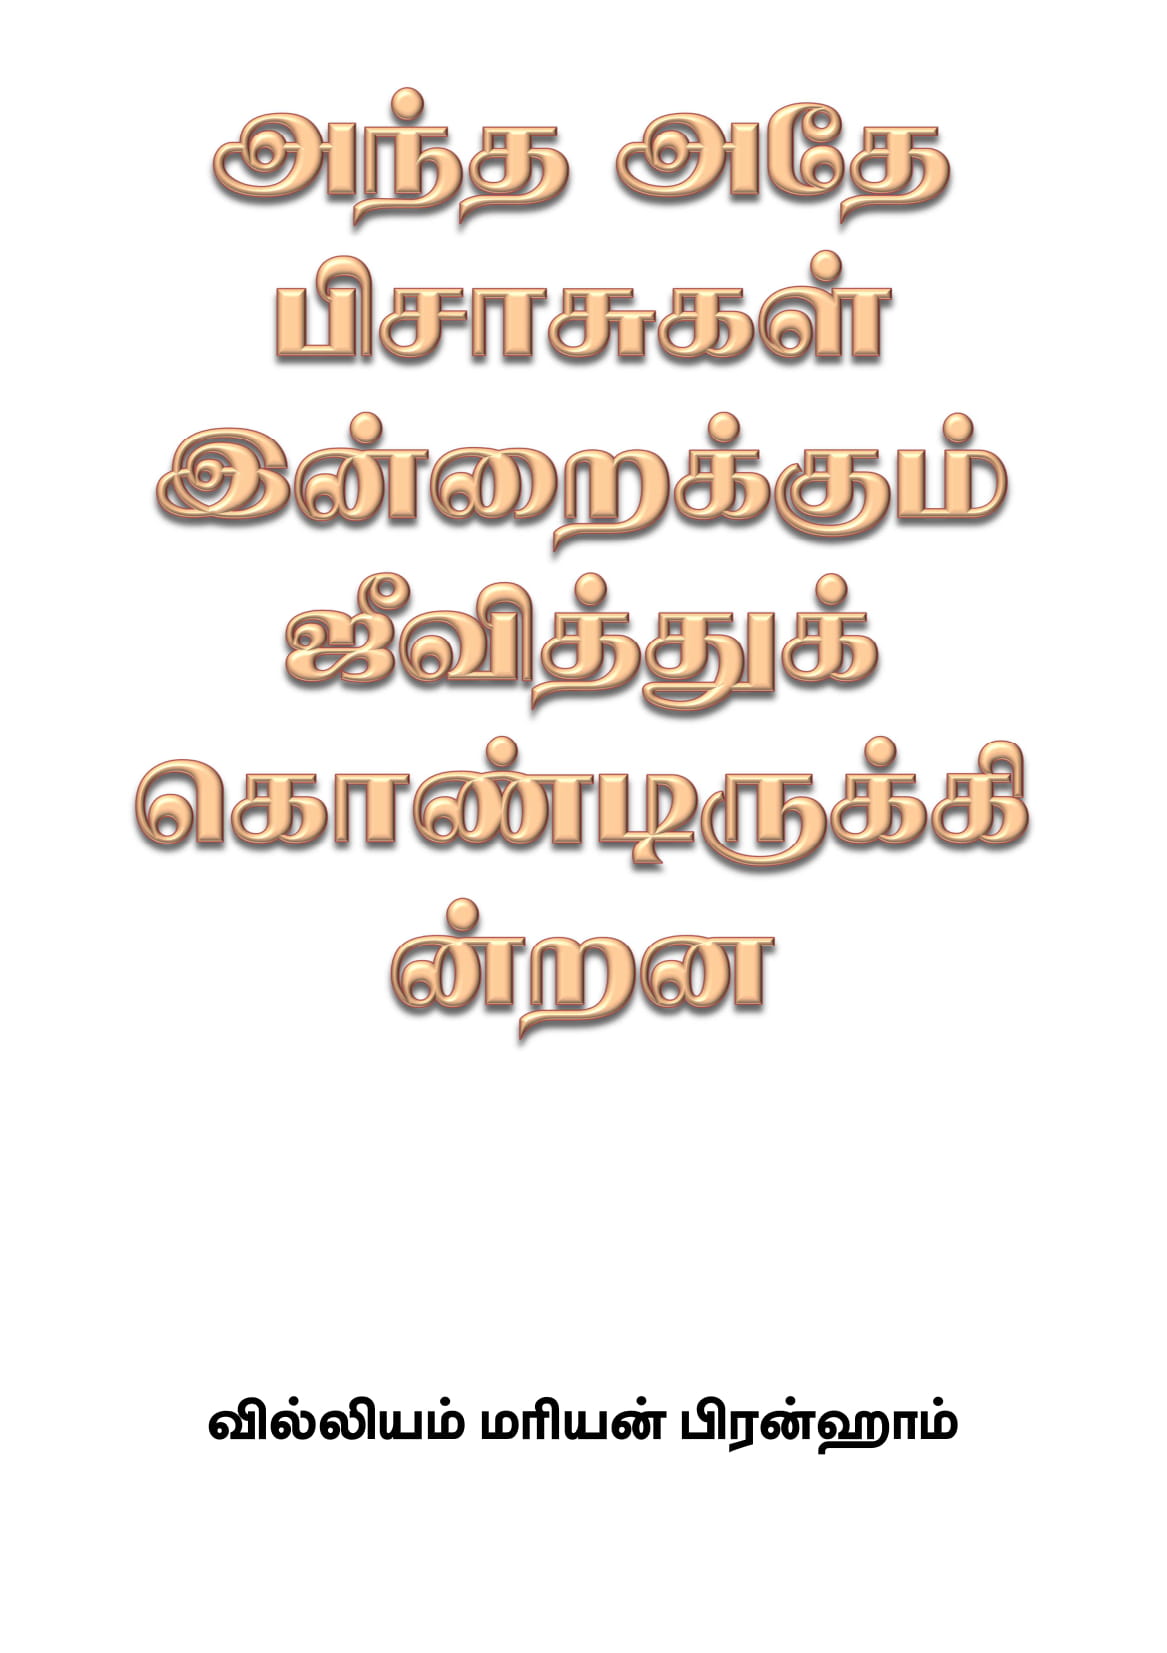 அந்த அதே
பிசாசுகள்
இன்றைக்கும்
ஜீவித்துக்
கொண்டிருக்கி
ன்றன
வில்லியம் மரியன் பிரன்ஹாம்